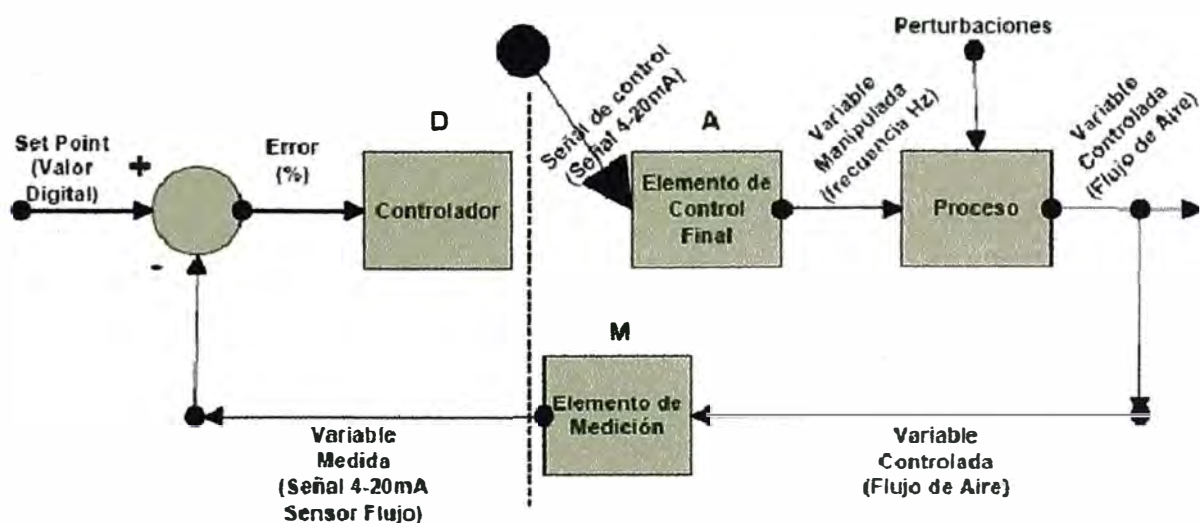 Perturbaciones
Señal de control
(Señal 4-20mA)
Variable
Manipulada
(frecuencia Hz)
Variable
Controlada
(Flujo de Aire)
D
A
Set Point
(Valor
Digital)
+
Error
(%)
Controlador
Elemento de
Control
Final
Proceso
-
M
Elemento de
Medición
Variable
Medida
(Señal 4-20mA
Sensor Flujo)
Variable
Controlada
(Flujo de Aire)